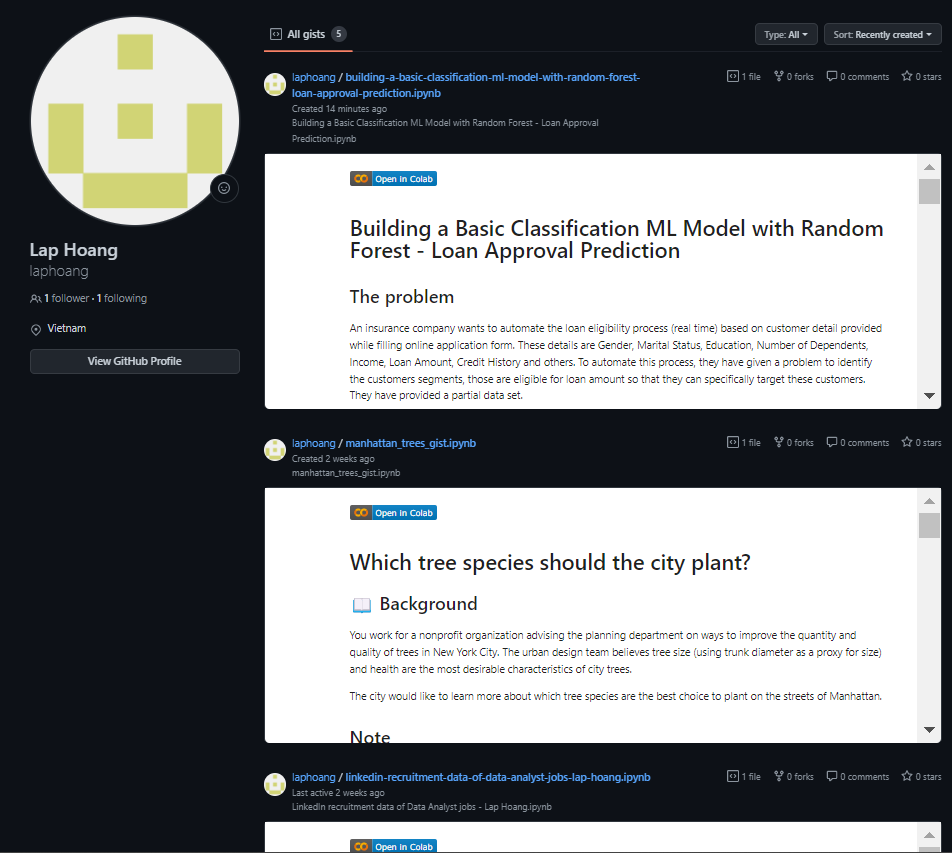 All gists 5
Type: All
Sort: Recently created
laphoang / building-a-basic-classification-ml-model-with-random-forest-
loan-approval-prediction.ipynb
1 file 0 forks 0 comments 0 stars
Created 14 minutes ago
Building a Basic Classification ML Model with Random Forest - Loan Approval
Prediction.ipynb
Open in Colab
Building a Basic Classification ML Model with Random
Forest - Loan Approval Prediction
The problem
An insurance company wants to automate the loan eligibility process (real time) based on customer detail provided
while filling online application form. These details are Gender, Marital Status, Education, Number of Dependents,
Income, Loan Amount, Credit History and others. To automate this process, they have given a problem to identify
the customers segments, those are eligible for loan amount so that they can specifically target these customers.
They have provided a partial data set.
Lap Hoang
laphoang
1 follower · 1 following
Vietnam
View GitHub Profile
laphoang / manhattan_trees_gist.ipynb
1 file 0 forks 0 comments 0 stars
Created 2 weeks ago
manhattan_trees_gist.ipynb
Open in Colab
Which tree species should the city plant?
Background
You work for a nonprofit organization advising the planning department on ways to improve the quantity and
quality of trees in New York City. The urban design team believes tree size (using trunk diameter as a proxy for size)
and health are the most desirable characteristics of city trees.
The city would like to learn more about which tree species are the best choice to plant on the streets of Manhattan.
Note
laphoang / linkedin-recruitment-data-of-data-analyst-jobs-lap-hoang.ipynb
1 file 0 forks 0 comments 0 stars
Last active 2 weeks ago
LinkedIn recruitment data of Data Analyst jobs - Lap Hoang.ipynb
Open in Colab